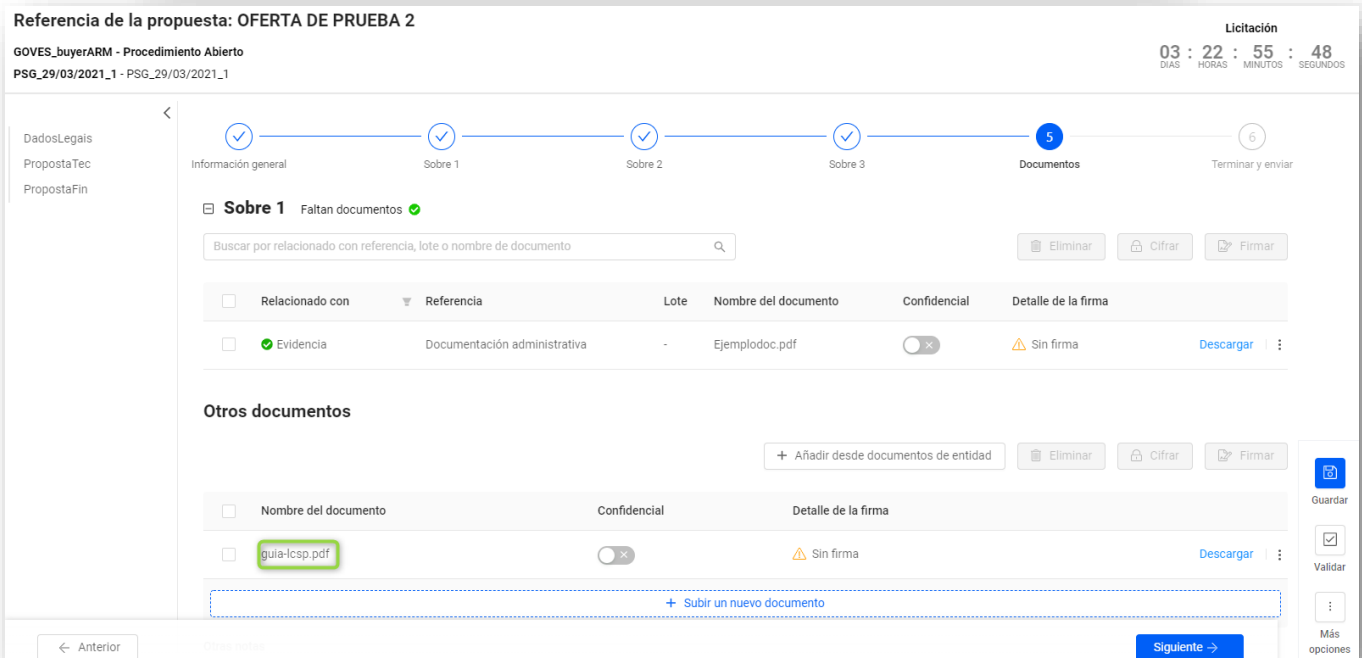 Referencia de la propuesta: OFERTA DE PRUEBA 2
Licitación
GOVES_buyerARM - Procedimiento Abierto
03 : 22 : 55 : 48
DIAS HORAS MINUTOS SEGUNDOS
PSG_29/03/2021_1 - PSG_29/03/2021_1
DadosLegais
PropostaTec
PropostaFin
5 6
Información general Sobre 1 Sobre 2 Sobre 3 Documentos Terminar y enviar
Sobre 1 Faltan documentos
Buscar por relacionado con referencia, lote o nombre de documento Eliminar Cifrar Firmar
Relacionado con Referencia Lote Nombre del documento Confidencial Detalle de la firma
Evidencia Documentación administrativa - Ejemplodoc.pdf Sin firma Descargar
Otros documentos
+ Añadir desde documentos de entidad Eliminar Cifrar Firmar
Nombre del documento Confidencial Detalle de la firma
guia-lcsp.pdf Sin firma Descargar
+ Subir un nuevo documento
Guardar
Validar
Más
opciones
← Anterior Siguiente →